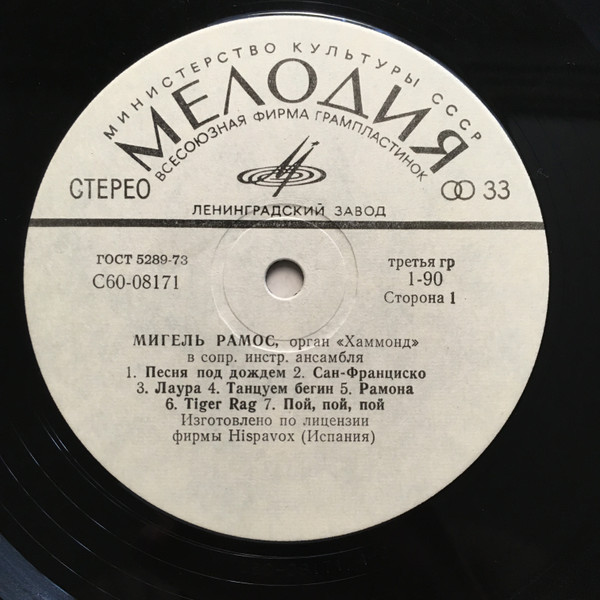 МИНИСТЕРСТВО КУЛЬТУРЫ СССР
МЕЛОДИЯ
ВСЕСОЮЗНАЯ ФИРМА ГРАМПЛАСТИНОК
СТЕРЕО 33
ЛЕНИНГРАДСКИЙ ЗАВОД
ГОСТ 5289-73 третья гр
С60-08171 1-90
Сторона 1
МИГЕЛЬ РАМОС, орган «Хаммонд»
в сопр. инстр. ансамбля
1. Песня под дождем 2. Сан-Франциско
3. Лаура 4. Танцуем бегин 5. Рамона
6. Tiger Rag 7. Пой, пой, пой
Изготовлено по лицензии
фирмы Hispavox (Испания)